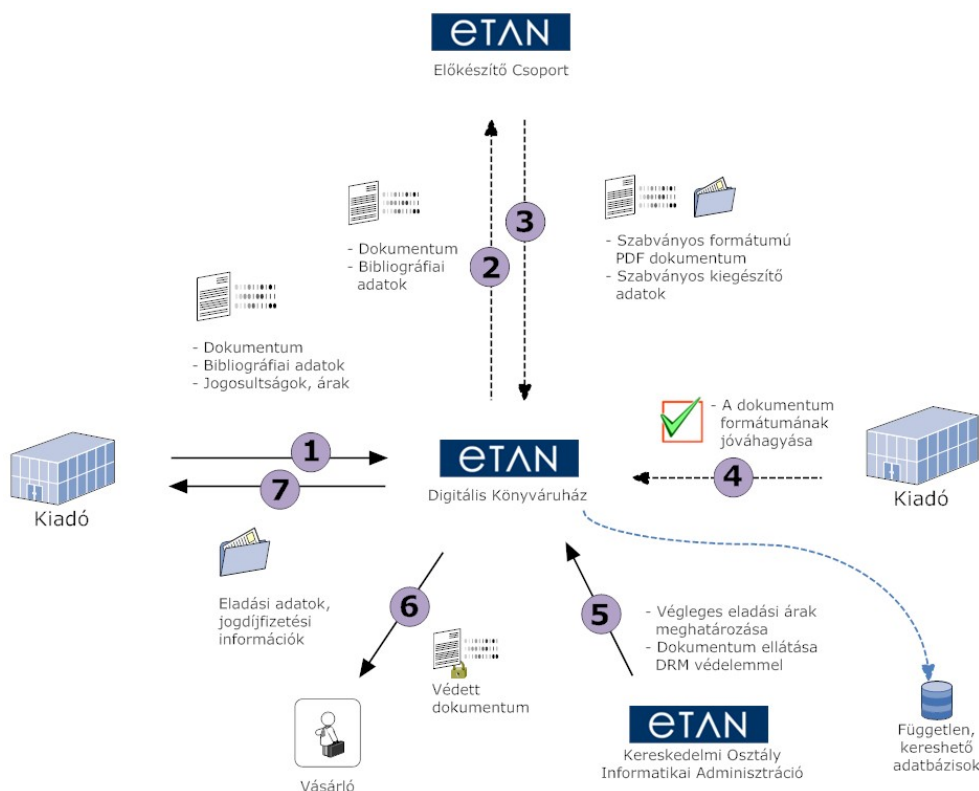 eTAN
Előkészítő Csoport
- Dokumentum
- Bibliográfiai
adatok
2
3
- Szabványos formátumú
PDF dokumentum
- Szabványos kiegészítő
adatok
- Dokumentum
- Bibliográfiai adatok
- Jogosultságok, árak
- A dokumentum
formátumának
jóváhagyása
Kiadó
1
7
eTAN
Digitális Könyváruház
4
Kiadó
Eladási adatok,
jogdíjfizetési
információk
6
Védett
dokumentum
5
- Végleges eladási árak
meghatározása
- Dokumentum ellátása
DRM védelemmel
Vásárló
eTAN
Kereskedelmi Osztály
Informatikai Adminisztráció
Független,
kereshető
adatbázisok